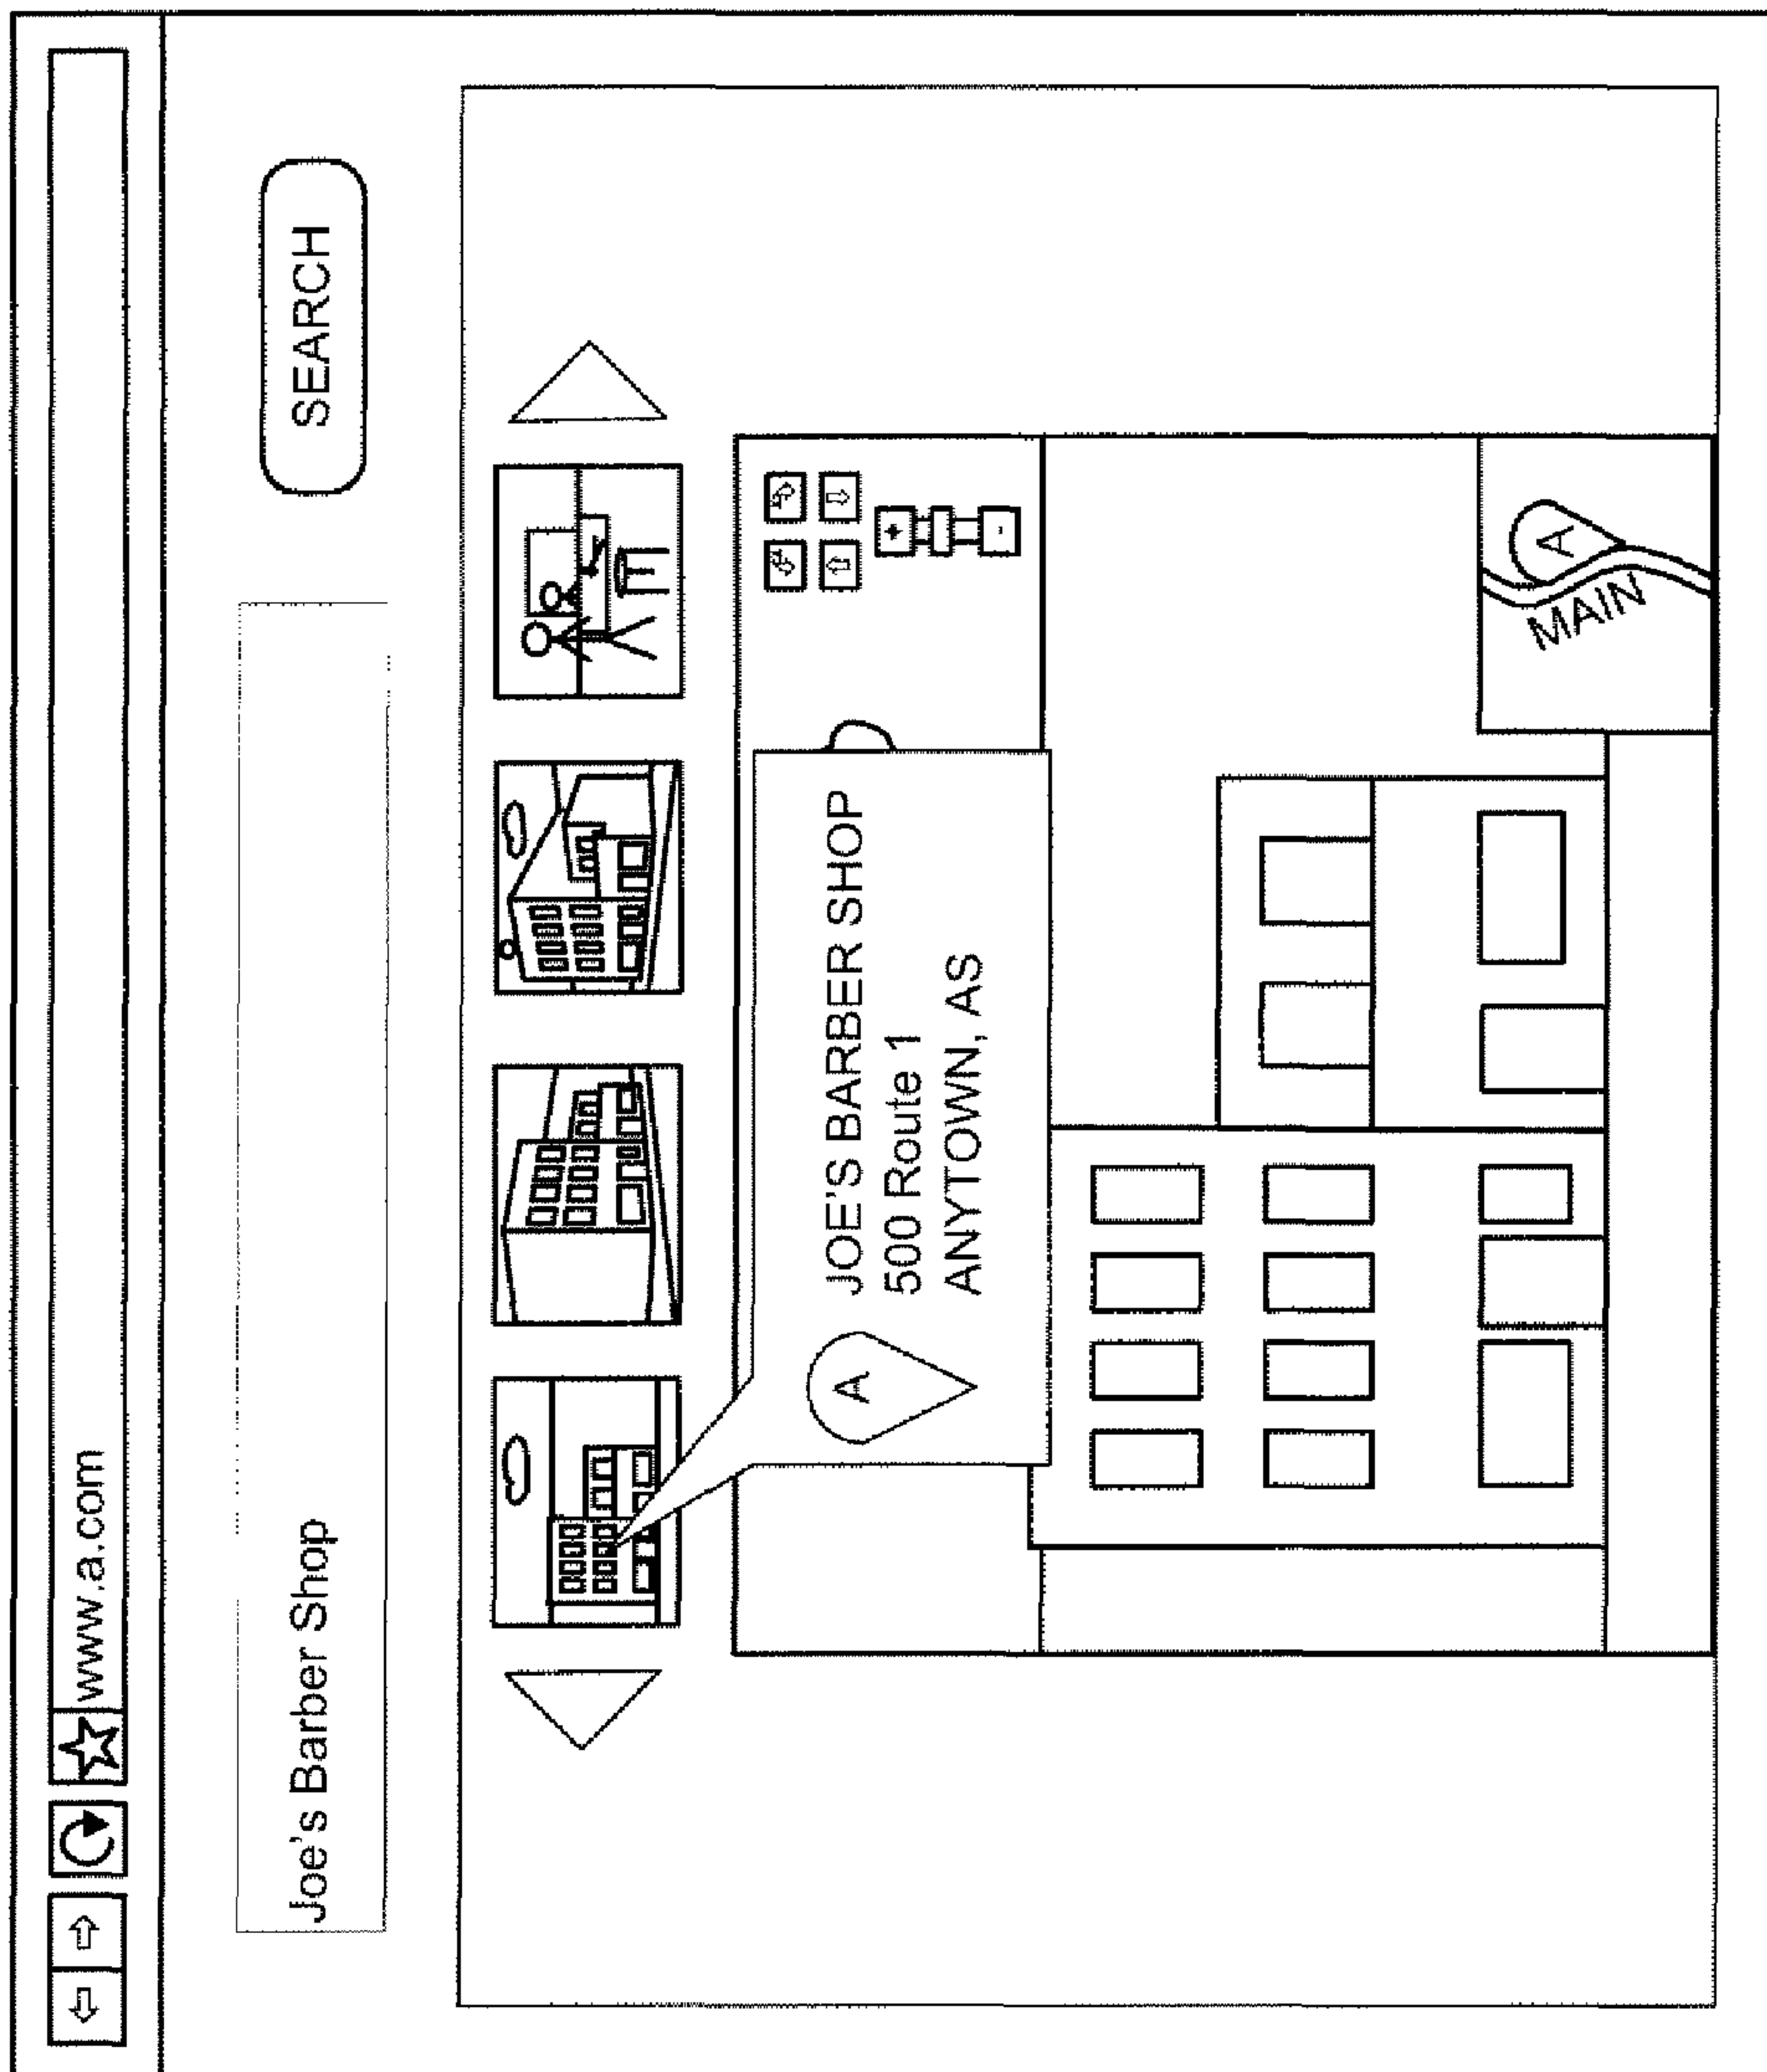 www.a.com
Joe's Barber Shop
SEARCH
A
JOE'S BARBER SHOP
500 Route 1
ANYTOWN, AS
+
-
A
MAIN